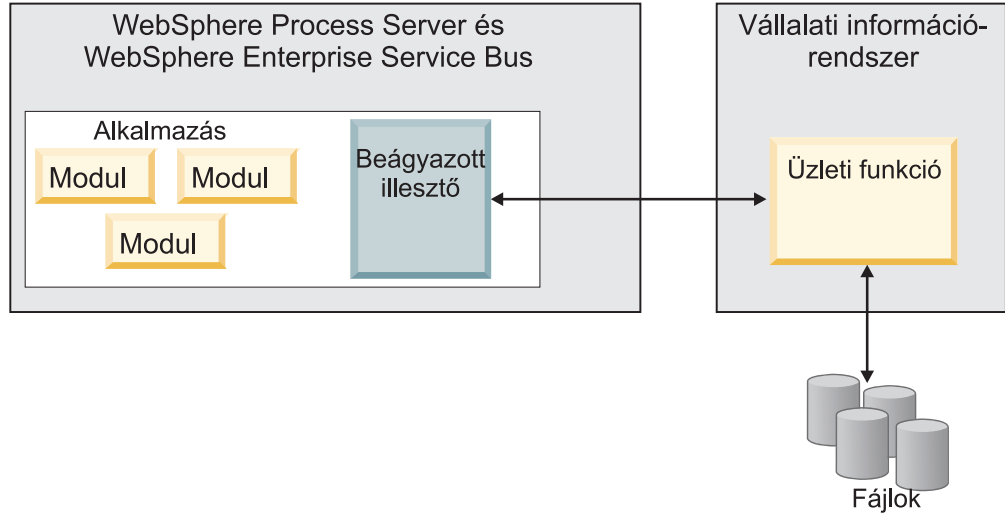 WebSphere Process Server és
WebSphere Enterprise Service Bus
Alkalmazás
Modul
Modul
Modul
Beágyazott
illesztő
Vállalati információ-
rendszer
Üzleti funkció
Fájlok